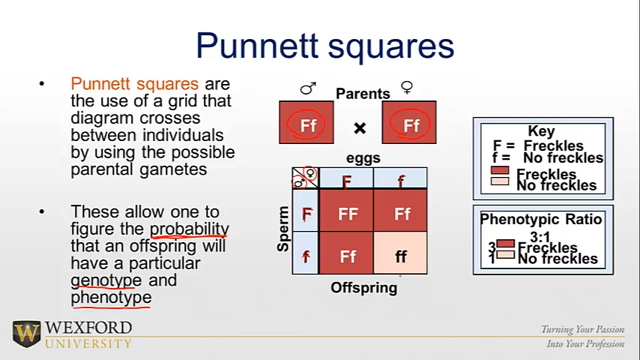 Punnett squares
• Punnett squares are
the use of a grid that
diagram crosses
between individuals
by using the possible
parental gametes
• These allow one to
figure the probability
that an offspring will
have a particular
genotype and
phenotype
♂ Parents ♀
Ff × Ff
eggs
♂ ♀ F f
Sperm
F FF Ff
f Ff ff
Offspring
Key
F = Freckles
f = No freckles
Freckles
No freckles
Phenotypic Ratio
3:1
3 Freckles
1 No freckles
W WEXFORD
UNIVERSITY
Turning Your Passion
Into Your Profession